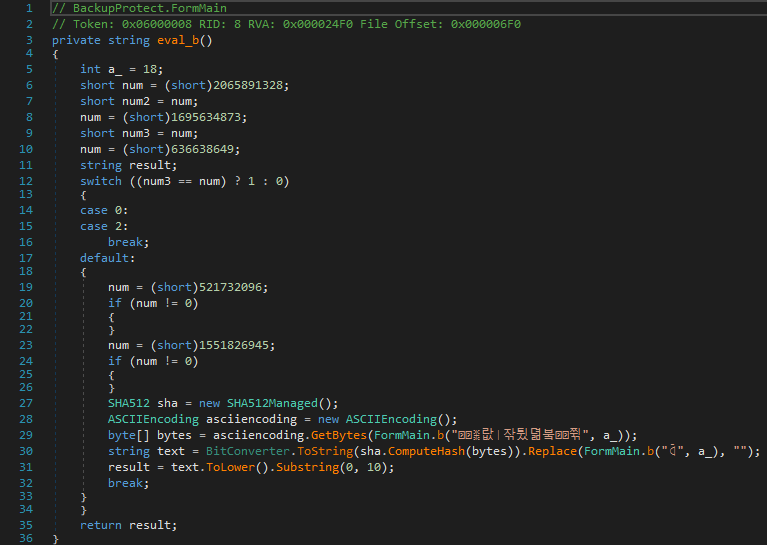 1 // BackupProtect.FormMain
2 // Token: 0x06000008 RID: 8 RVA: 0x000024F0 File Offset: 0x000006F0
3 private string eval_b()
4 {
5 int a_ = 18;
6 short num = (short)2065891328;
7 short num2 = num;
8 num = (short)1695634873;
9 short num3 = num;
10 num = (short)636638649;
11 string result;
12 switch ((num3 == num) ? 1 : 0)
13 {
14 case 0:
15 case 2:
16 break;
17 default:
18 {
19 num = (short)521732096;
20 if (num != 0)
21 {
22 }
23 num = (short)1551826945;
24 if (num != 0)
25 {
26 }
27 SHA512 sha = new SHA512Managed();
28 ASCIIEncoding asciiencoding = new ASCIIEncoding();
29 byte[] bytes = asciiencoding.GetBytes(FormMain.b("", a_));
30 string text = BitConverter.ToString(sha.ComputeHash(bytes)).Replace(FormMain.b("", a_), "");
31 result = text.ToLower().Substring(0, 10);
32 break;
33 }
34 }
35 return result;
36 }